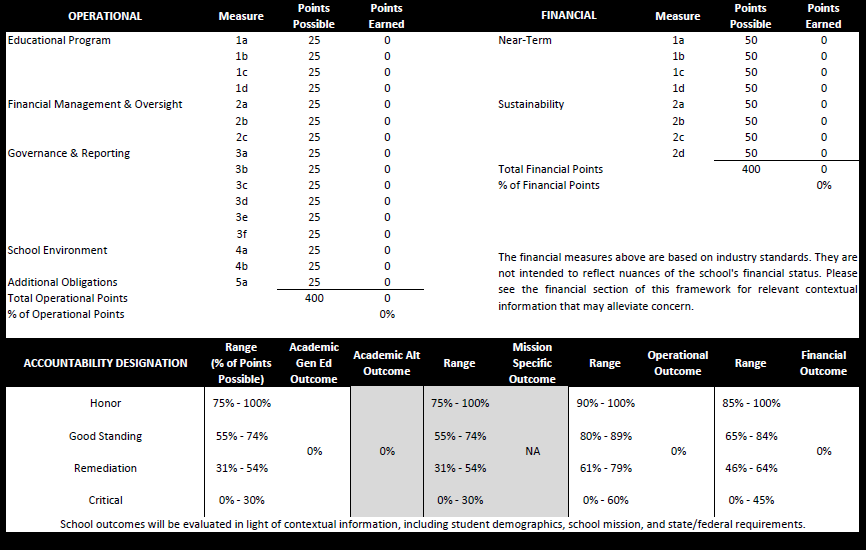 OPERATIONAL Measure Points Possible Points Earned
Educational Program 1a 25 0
1b 25 0
1c 25 0
1d 25 0
Financial Management & Oversight 2a 25 0
2b 25 0
2c 25 0
Governance & Reporting 3a 25 0
3b 25 0
3c 25 0
3d 25 0
3e 25 0
3f 25 0
School Environment 4a 25 0
4b 25 0
Additional Obligations 5a 25 0
Total Operational Points 400 0
% of Operational Points 0%
FINANCIAL Measure Points Possible Points Earned
Near-Term 1a 50 0
1b 50 0
1c 50 0
1d 50 0
Sustainability 2a 50 0
2b 50 0
2c 50 0
2d 50 0
Total Financial Points 400 0
% of Financial Points 0%
The financial measures above are based on industry standards. They are
not intended to reflect nuances of the school's financial status. Please
see the financial section of this framework for relevant contextual
information that may alleviate concern.
ACCOUNTABILITY DESIGNATION Range (% of Points Possible) Academic Gen Ed Outcome Academic Alt Outcome Range Mission Specific Outcome Range Operational Outcome Range Financial Outcome
Honor 75% - 100% 75% - 100% 90% - 100% 85% - 100%
Good Standing 55% - 74% 55% - 74% 80% - 89% 65% - 84%
0% 0% NA 0% 0%
Remediation 31% - 54% 31% - 54% 61% - 79% 46% - 64%
Critical 0% - 30% 0% - 30% 0% - 60% 0% - 45%
School outcomes will be evaluated in light of contextual information, including student demographics, school mission, and state/federal requirements.